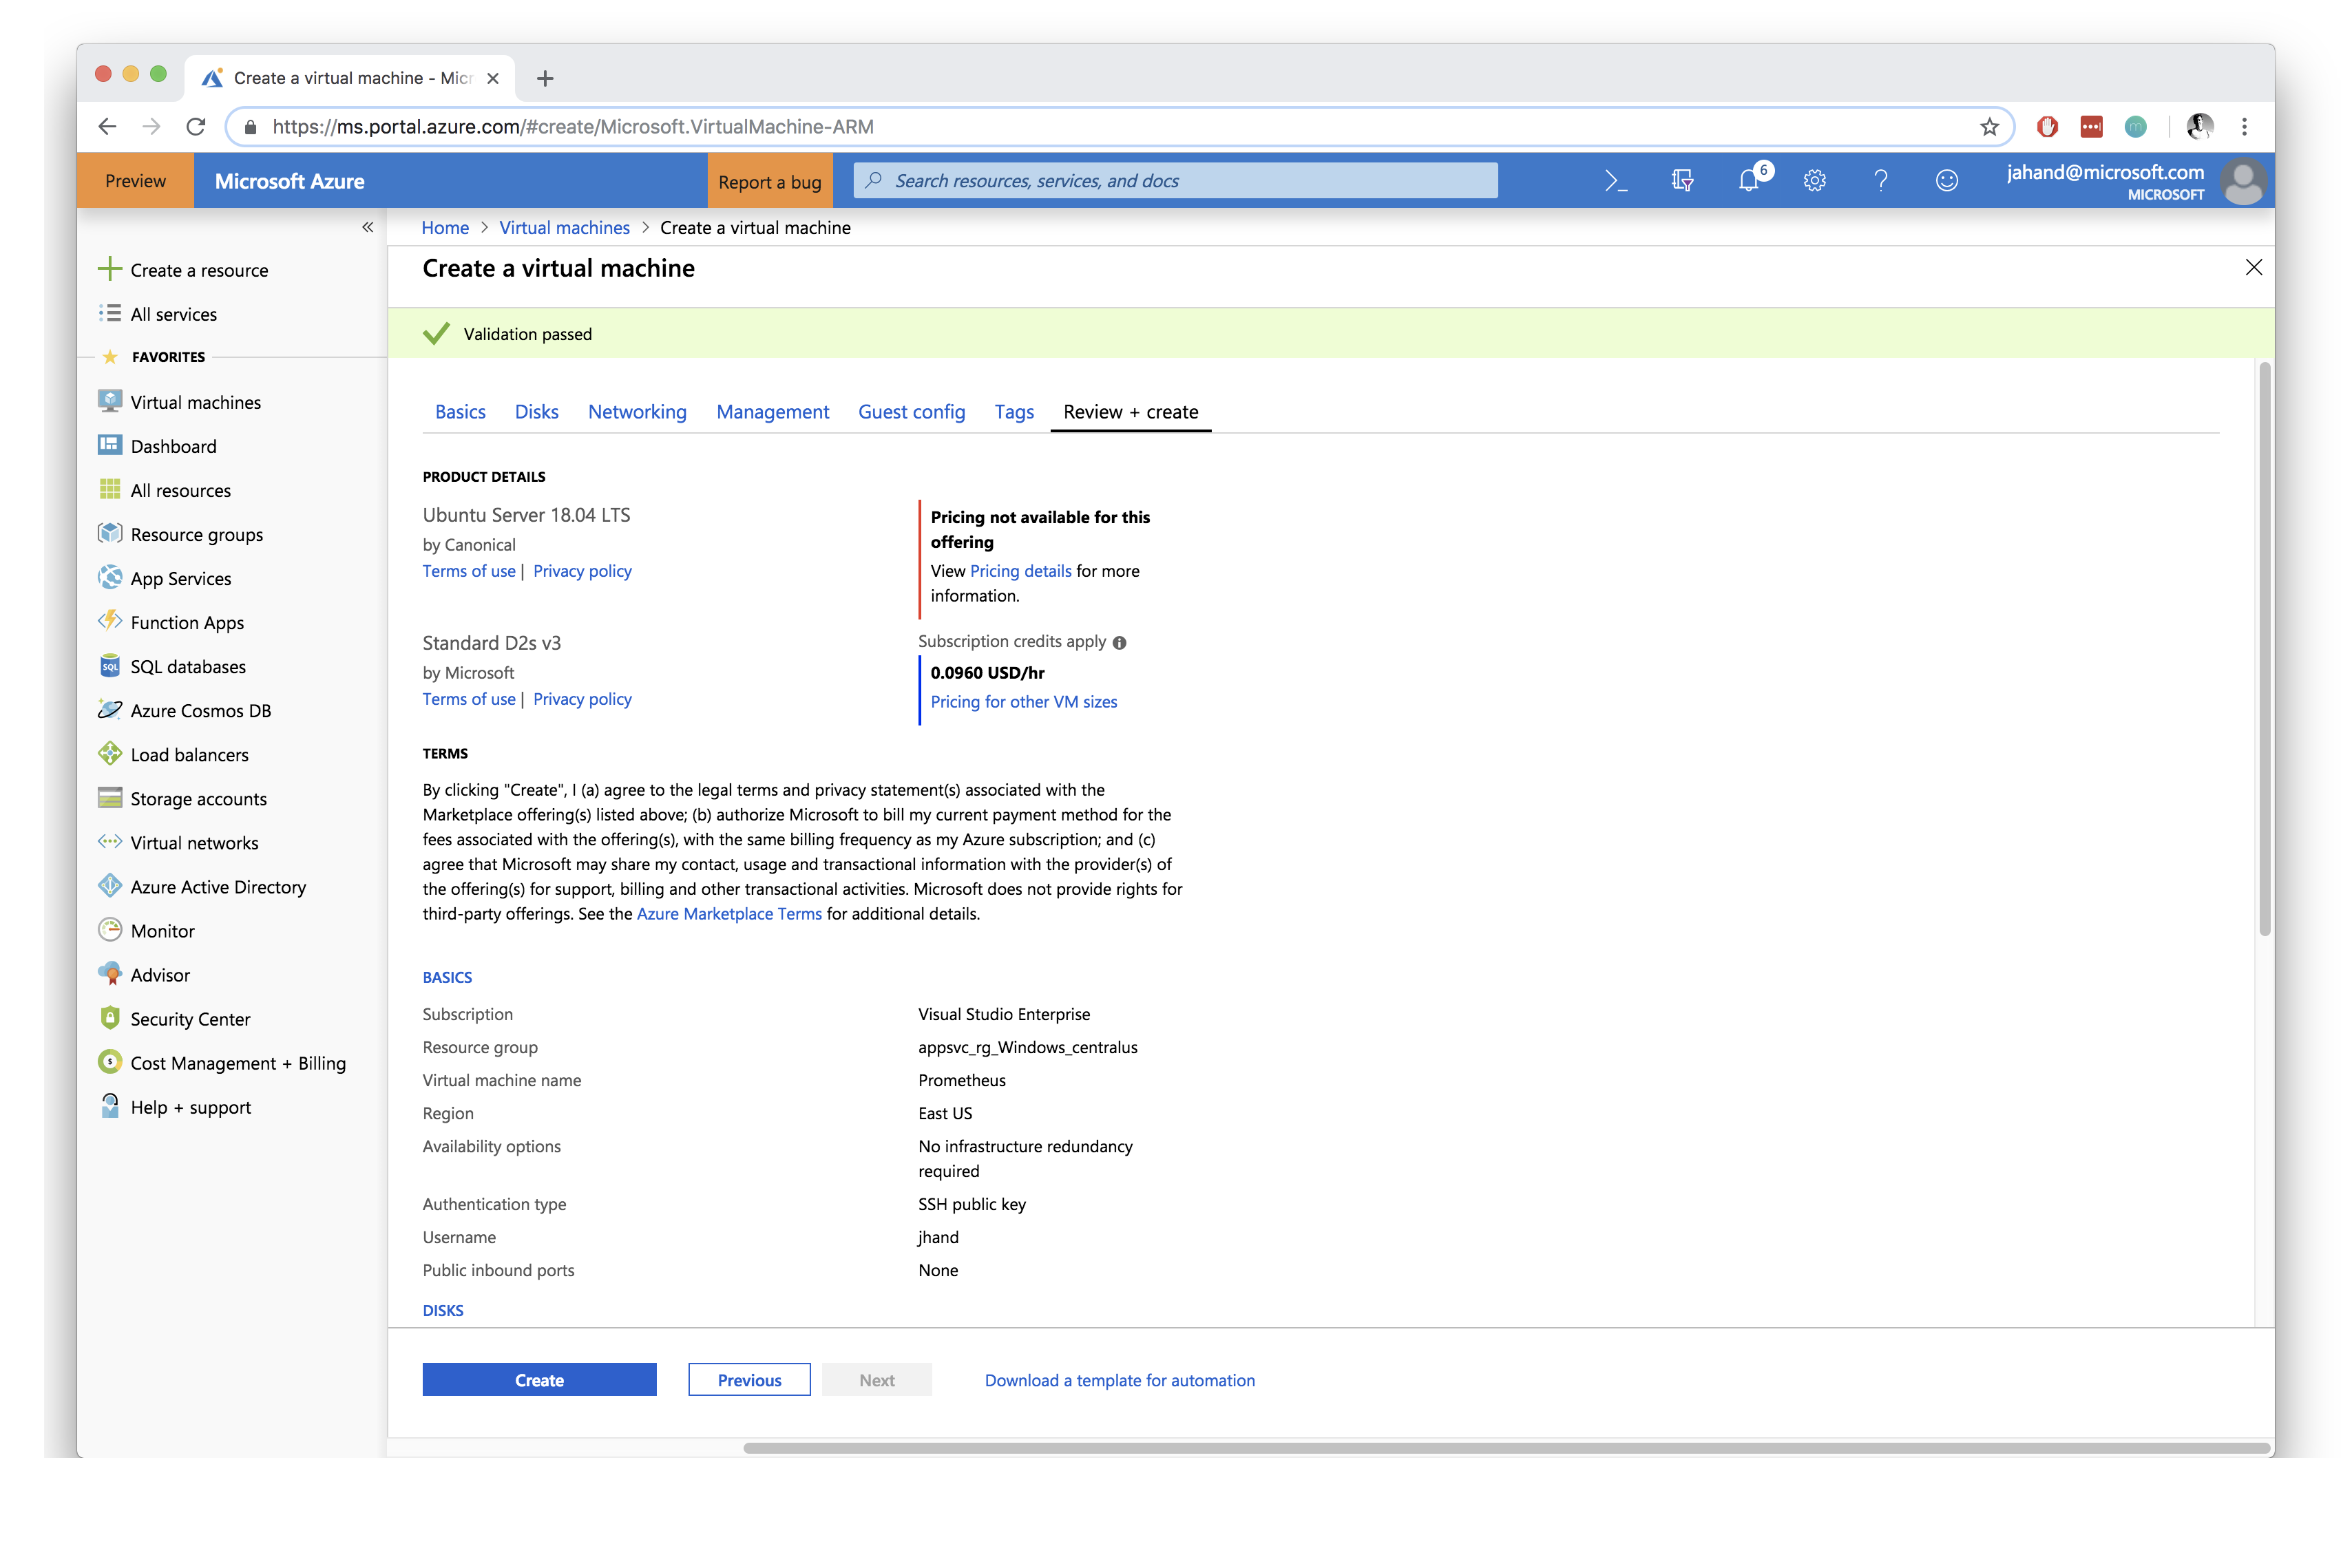 Create a virtual machine - Micr
https://ms.portal.azure.com/#create/Microsoft.VirtualMachine-ARM
m
Preview
Microsoft Azure
Report a bug
Search resources, services, and docs
6
jahand@microsoft.com
MICROSOFT
Home > Virtual machines > Create a virtual machine
Create a resource
All services
FAVORITES
Virtual machines
Dashboard
All resources
Resource groups
App Services
Function Apps
SQL databases
Azure Cosmos DB
Load balancers
Storage accounts
Virtual networks
Azure Active Directory
Monitor
Advisor
Security Center
Cost Management + Billing
Help + support
Create a virtual machine
Validation passed
Basics Disks Networking Management Guest config Tags Review + create
PRODUCT DETAILS
Ubuntu Server 18.04 LTS
by Canonical
Terms of use | Privacy policy
Pricing not available for this
offering
View Pricing details for more
information.
Standard D2s v3
by Microsoft
Terms of use | Privacy policy
Subscription credits apply
0.0960 USD/hr
Pricing for other VM sizes
TERMS
By clicking "Create", I (a) agree to the legal terms and privacy statement(s) associated with the
Marketplace offering(s) listed above; (b) authorize Microsoft to bill my current payment method for the
fees associated with the offering(s), with the same billing frequency as my Azure subscription; and (c)
agree that Microsoft may share my contact, usage and transactional information with the provider(s) of
the offering(s) for support, billing and other transactional activities. Microsoft does not provide rights for
third-party offerings. See the Azure Marketplace Terms for additional details.
BASICS
Subscription Visual Studio Enterprise
Resource group appsvc_rg_Windows_centralus
Virtual machine name Prometheus
Region East US
Availability options No infrastructure redundancy
required
Authentication type SSH public key
Username jhand
Public inbound ports None
DISKS
Create Previous Next Download a template for automation